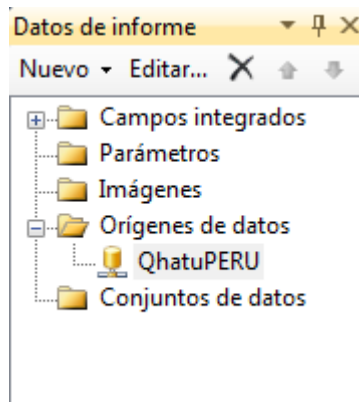 Datos de informe
Nuevo Editar...
Campos integrados
Parámetros
Imágenes
Orígenes de datos
QhatuPERU
Conjuntos de datos